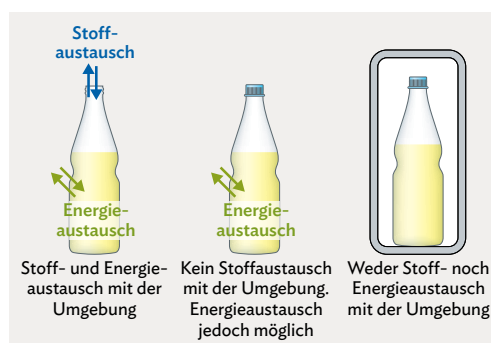 Stoff-
austausch
Energie-
austausch
Energie-
austausch
Stoff- und Energie-
austausch mit der
Umgebung
Kein Stoffaustausch
mit der Umgebung.
Energieaustausch
jedoch möglich
Weder Stoff- noch
Energieaustausch
mit der Umgebung